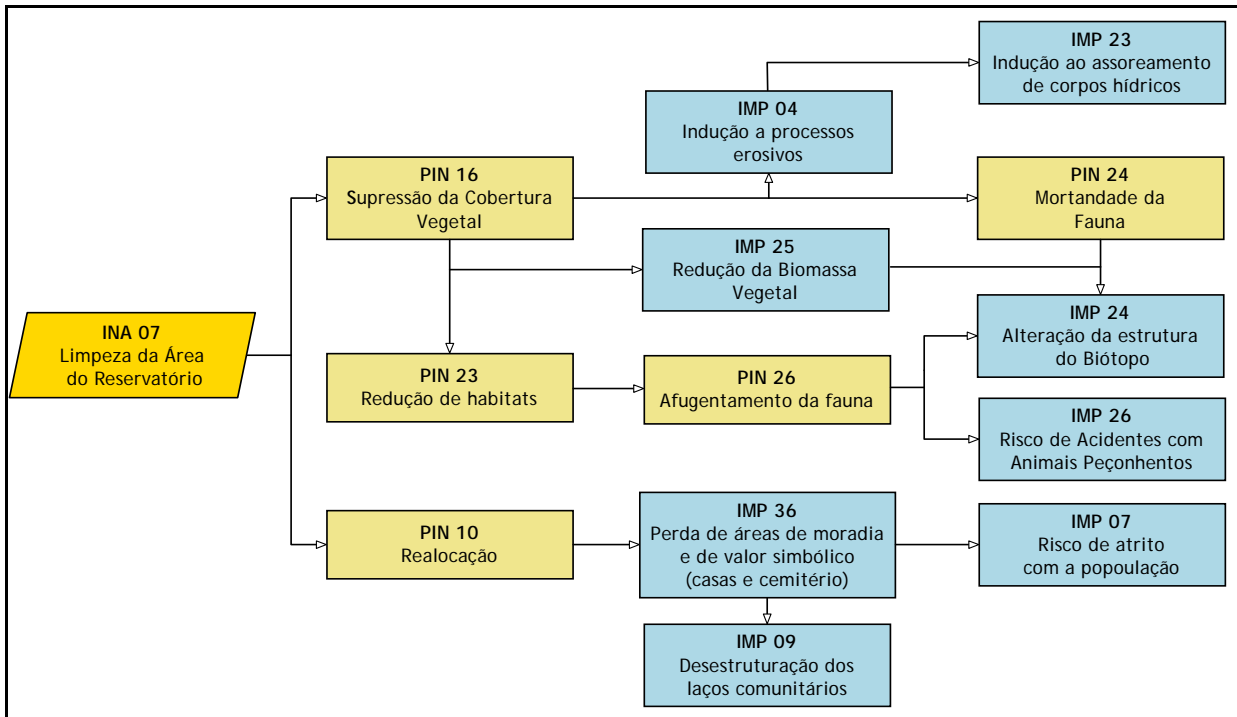 IMP 23
Indução ao assoreamento
de corpos hídricos
IMP 04
Indução a processos
erosivos
PIN 16
Supressão da Cobertura
Vegetal
PIN 24
Mortandade da
Fauna
IMP 25
Redução da Biomassa
Vegetal
INA 07
Limpeza da Área
do Reservatório
IMP 24
Alteração da estrutura
do Biótopo
PIN 23
Redução de habitats
PIN 26
Afugentamento da fauna
IMP 26
Risco de Acidentes com
Animais Peçonhentos
PIN 10
Realocação
IMP 36
Perda de áreas de moradia
e de valor simbólico
(casas e cemitério)
IMP 07
Risco de atrito
com a popoulação
IMP 09
Desestruturação dos
laços comunitários